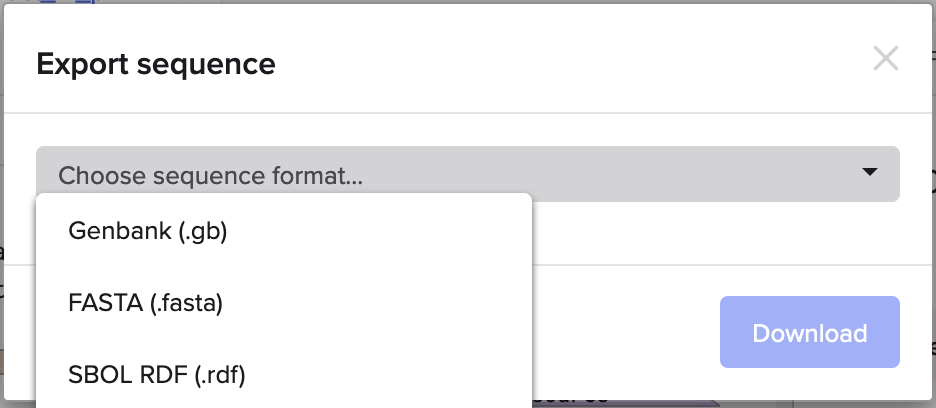 Export sequence
Choose sequence format...
Genbank (.gb)
FASTA (.fasta)
Download
SBOL RDF (.rdf)